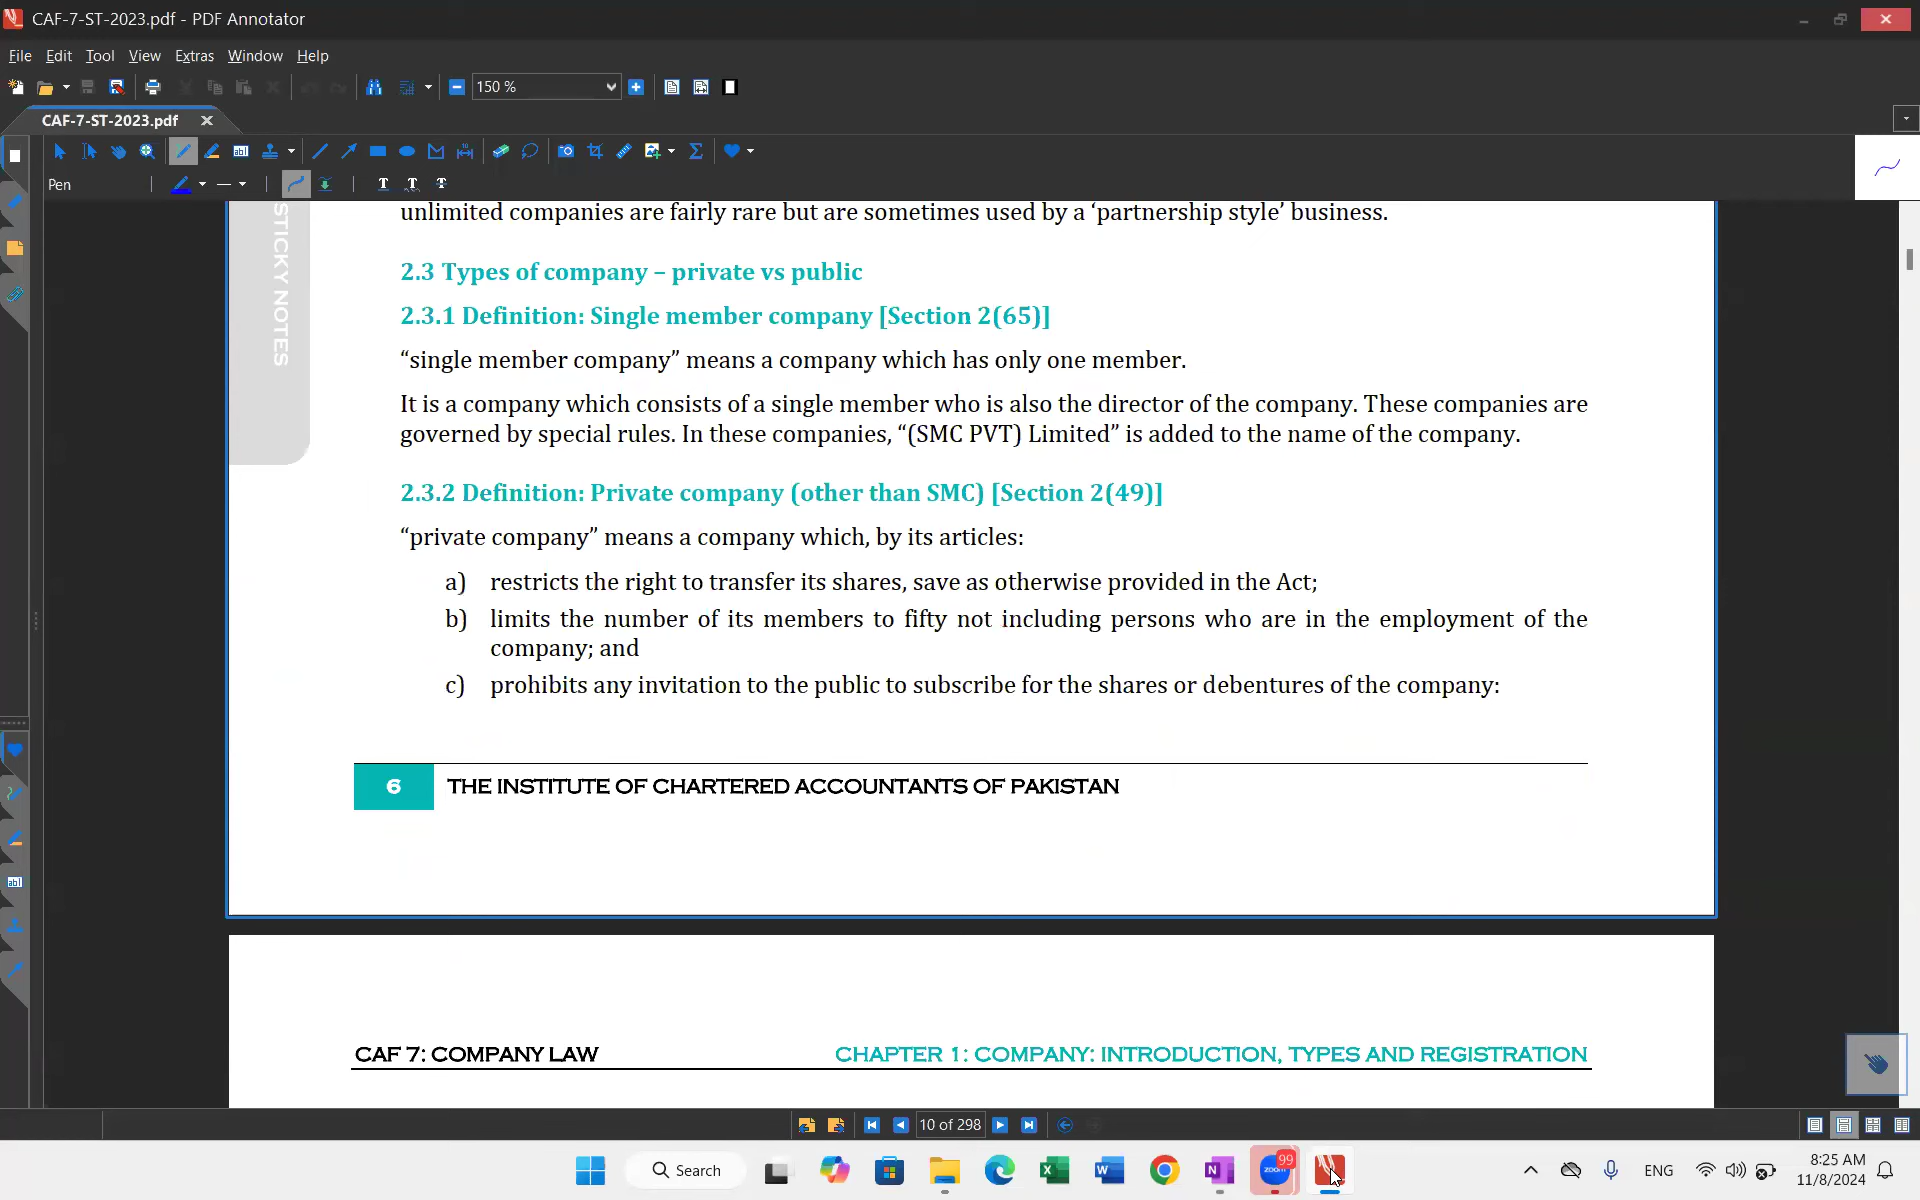 CAF-7-ST-2023.pdf - PDF Annotator
File Edit Tool View Extras Window Help
150 %
CAF-7-ST-2023.pdf
Pen
STICKY NOTES
unlimited companies are fairly rare but are sometimes used by a ‘partnership style’ business.
2.3 Types of company – private vs public
2.3.1 Definition: Single member company [Section 2(65)]
“single member company” means a company which has only one member.
It is a company which consists of a single member who is also the director of the company. These companies are
governed by special rules. In these companies, “(SMC PVT) Limited” is added to the name of the company.
2.3.2 Definition: Private company (other than SMC) [Section 2(49)]
“private company” means a company which, by its articles:
a) restricts the right to transfer its shares, save as otherwise provided in the Act;
b) limits the number of its members to fifty not including persons who are in the employment of the
company; and
c) prohibits any invitation to the public to subscribe for the shares or debentures of the company:
6 THE INSTITUTE OF CHARTERED ACCOUNTANTS OF PAKISTAN
CAF 7: COMPANY LAW CHAPTER 1: COMPANY: INTRODUCTION, TYPES AND REGISTRATION
10 of 298
Search
zoom
99
ENG
8:25 AM
11/8/2024